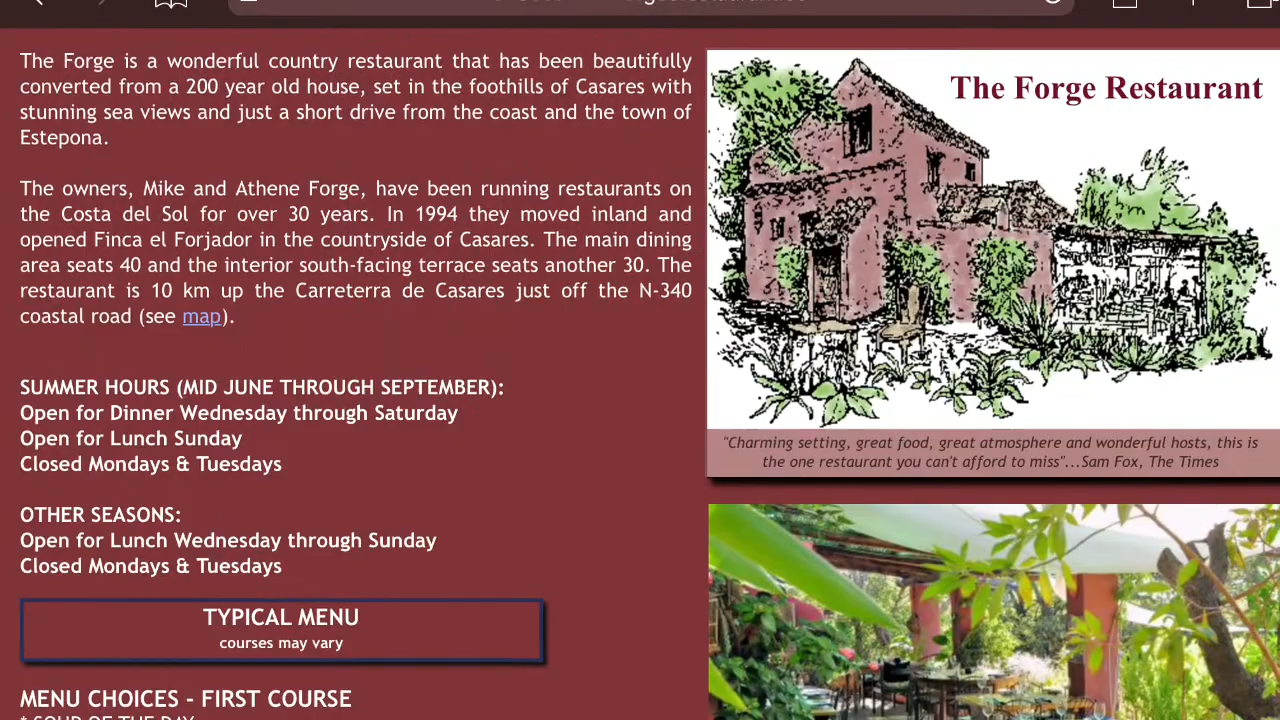 The Forge is a wonderful country restaurant that has been beautifully
converted from a 200 year old house, set in the foothills of Casares with
stunning sea views and just a short drive from the coast and the town of
Estepona.
The owners, Mike and Athene Forge, have been running restaurants on
the Costa del Sol for over 30 years. In 1994 they moved inland and
opened Finca el Forjador in the countryside of Casares. The main dining
area seats 40 and the interior south-facing terrace seats another 30. The
restaurant is 10 km up the Carreterra de Casares just off the N-340
coastal road (see map).
SUMMER HOURS (MID JUNE THROUGH SEPTEMBER):
Open for Dinner Wednesday through Saturday
Open for Lunch Sunday
Closed Mondays & Tuesdays
OTHER SEASONS:
Open for Lunch Wednesday through Sunday
Closed Mondays & Tuesdays
TYPICAL MENU
courses may vary
MENU CHOICES - FIRST COURSE
* SOUP OF THE DAY
The Forge Restaurant
"Charming setting, great food, great atmosphere and wonderful hosts, this is
the one restaurant you can't afford to miss"...Sam Fox, The Times